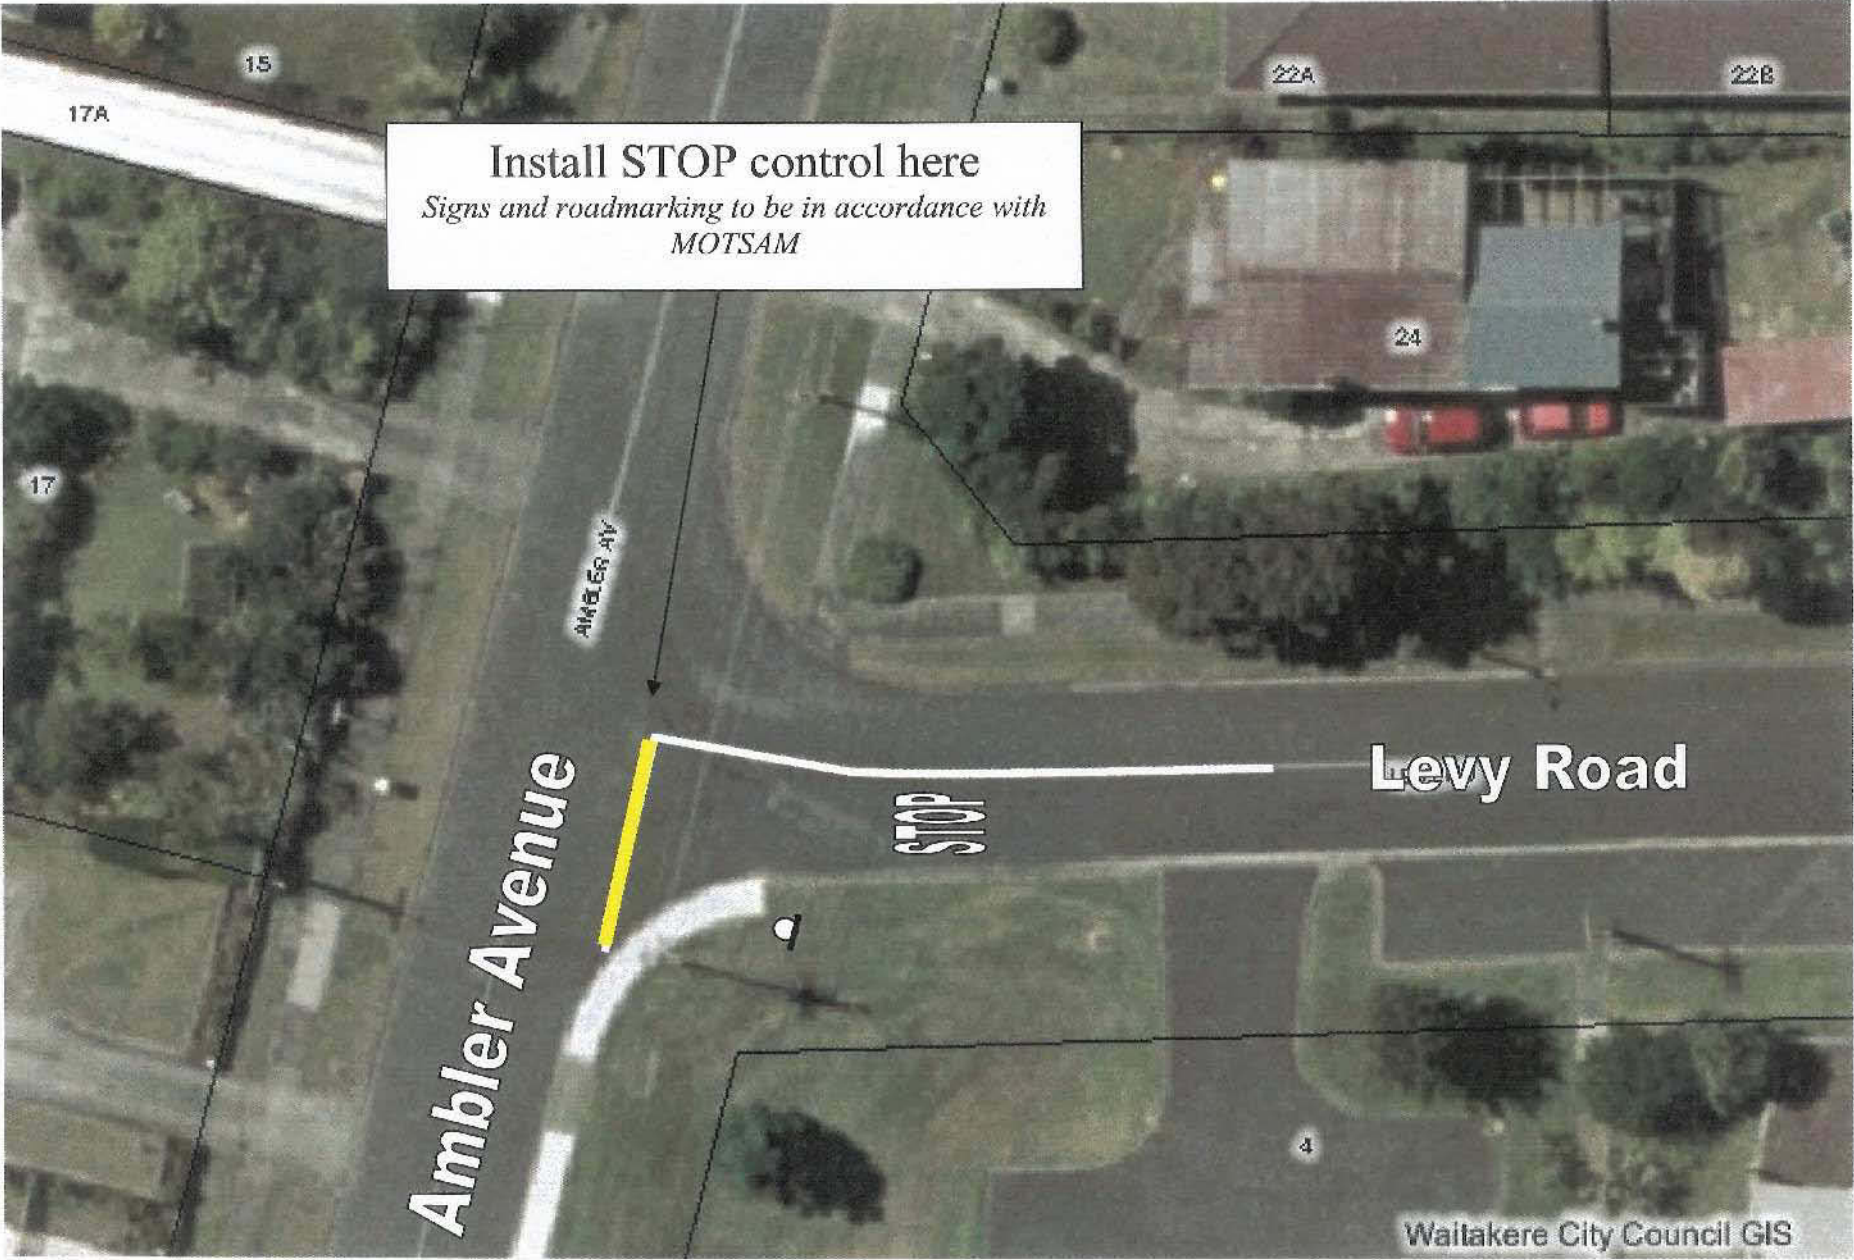 15
22A
22B
17A
Install STOP control here
Signs and roadmarking to be in accordance with
MOTSAM
24
17
AMBLER AV
Levy Road
STOP
Ambler Avenue
4
Waitakere City Council GIS